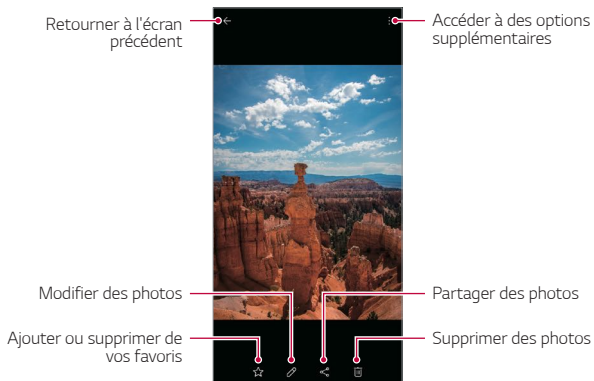 Retourner à l'écran
précédent
Accéder à des options
supplémentaires
Modifier des photos
Partager des photos
Ajouter ou supprimer de
vos favoris
Supprimer des photos